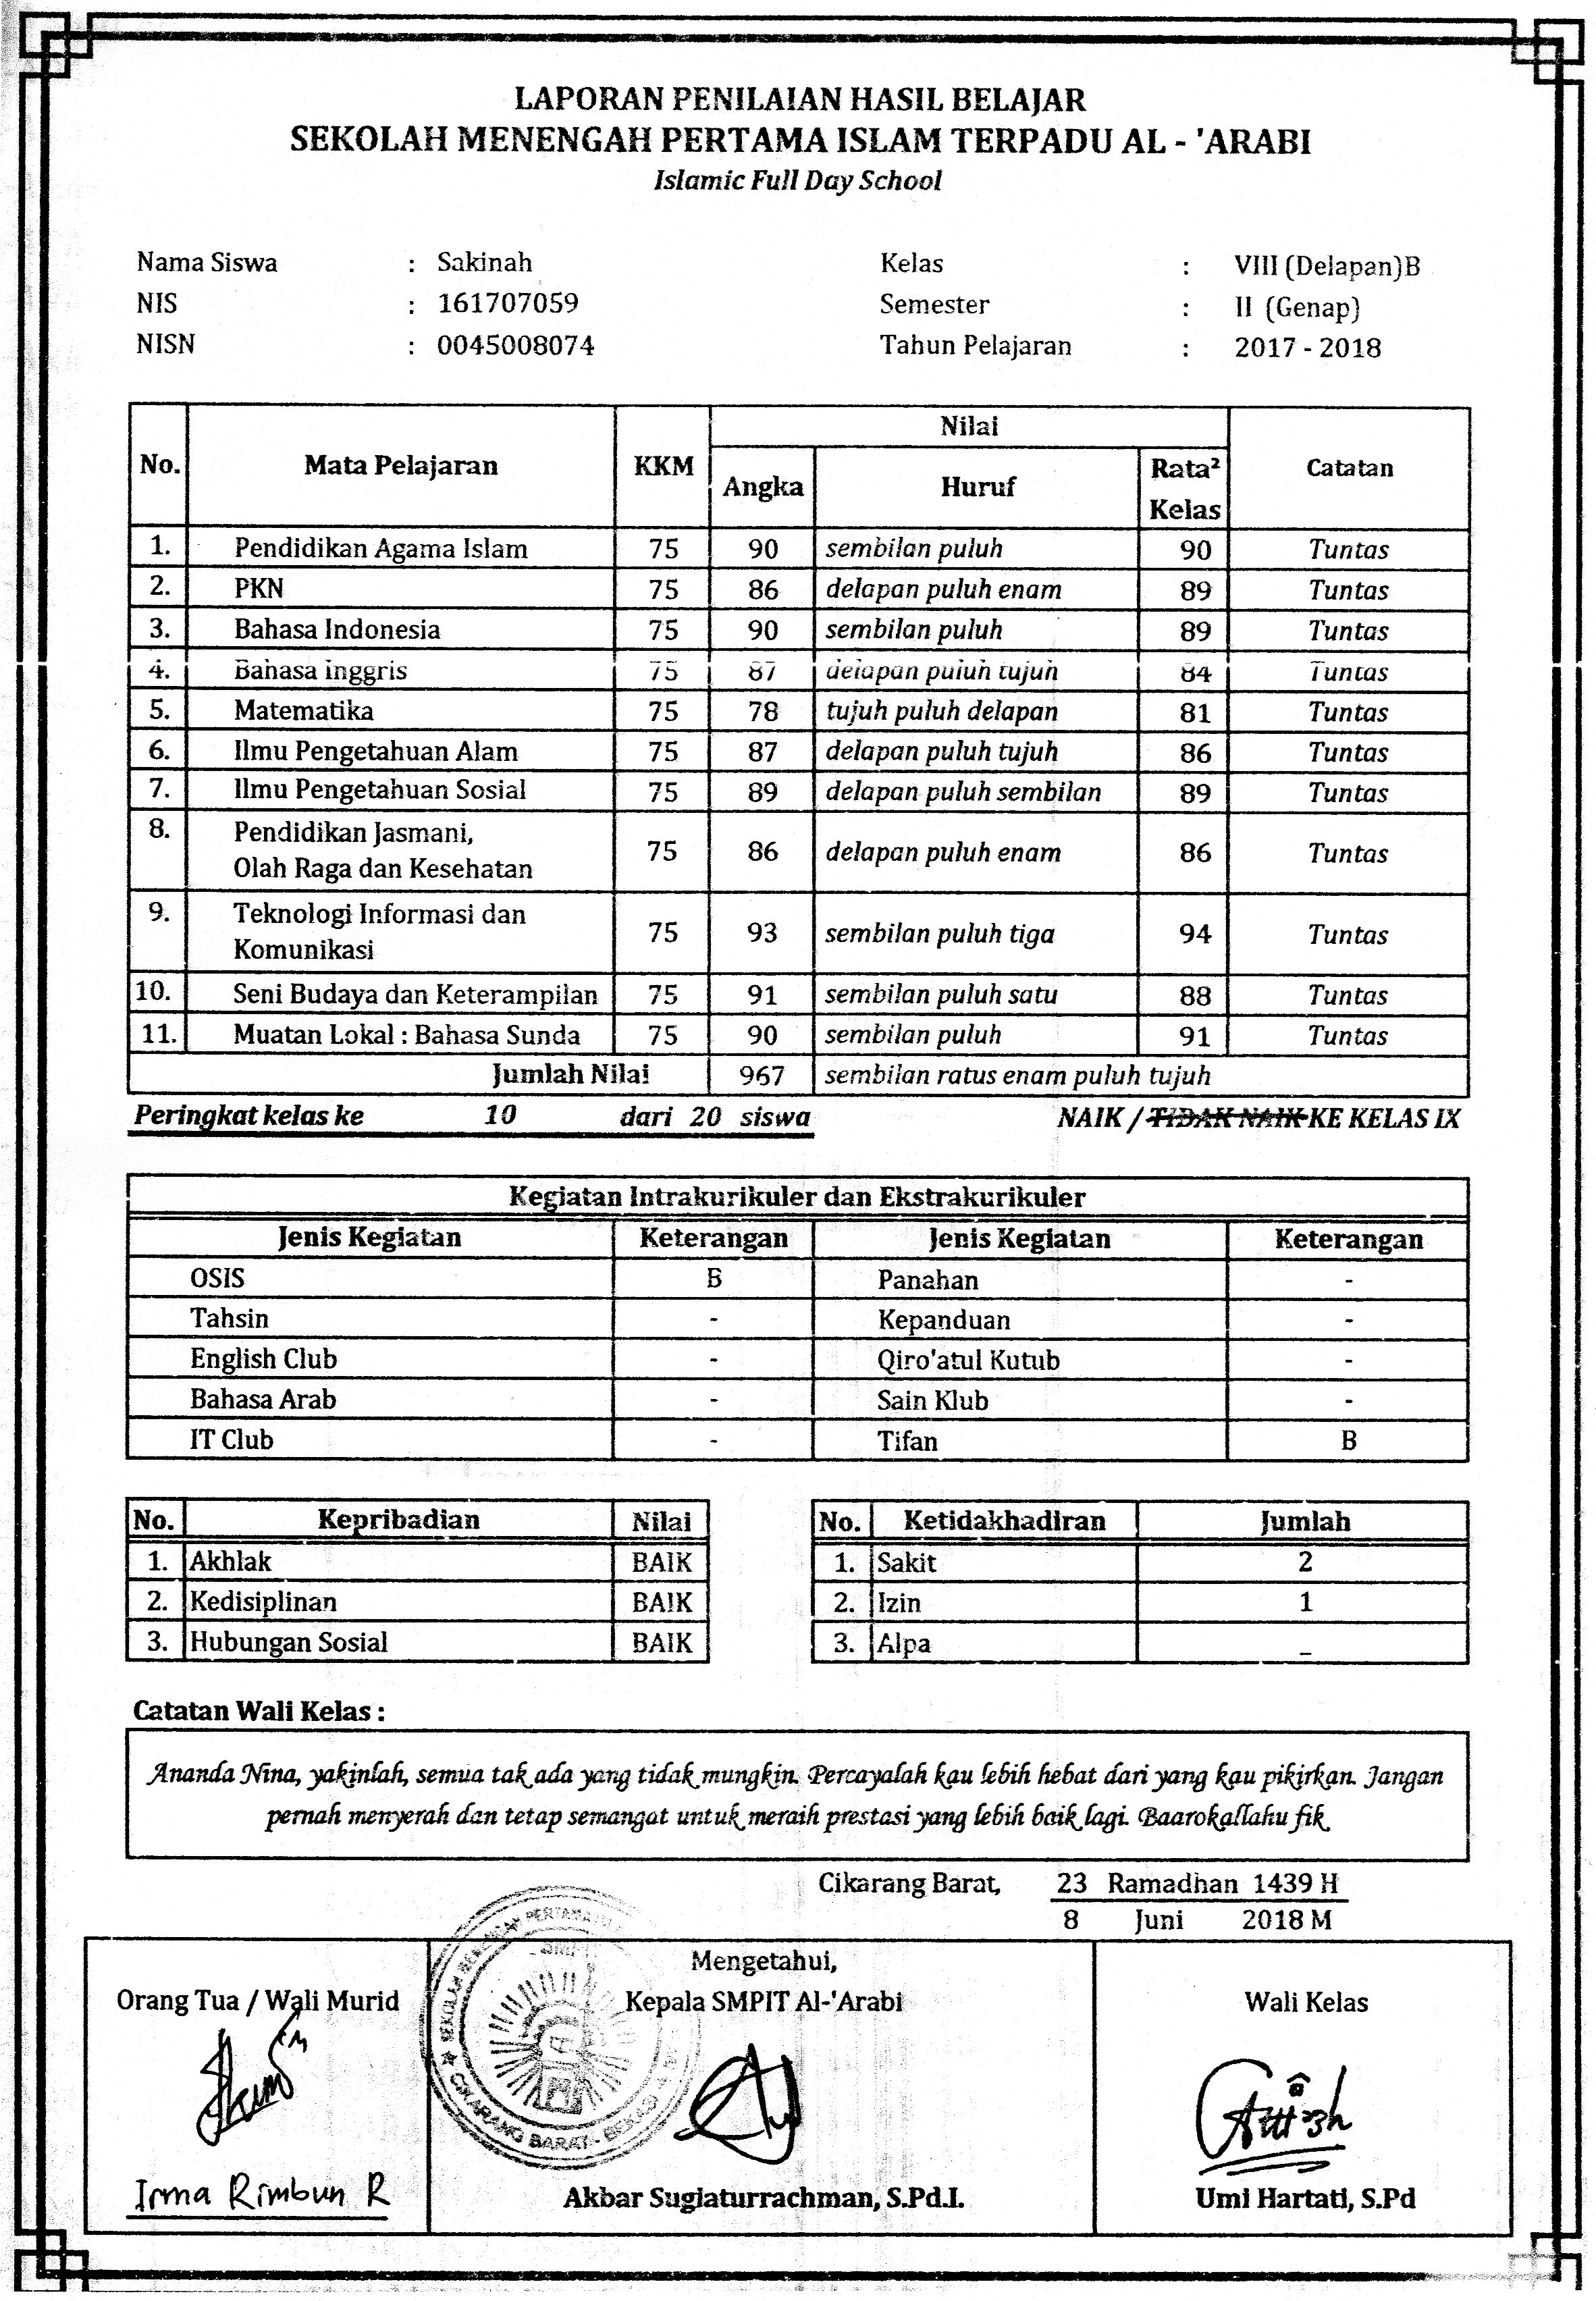 LAPORAN PENILAIAN HASIL BELAJAR
SEKOLAH MENENGAH PERTAMA ISLAM TERPADU AL - 'ARABI
Islamic Full Day School
Nama Siswa : Sakinah Kelas : VIII (Delapan)B
NIS : 161707059 Semester : II (Genap)
NISN : 0045008074 Tahun Pelajaran : 2017 - 2018
No. Mata Pelajaran KKM Nilai Catatan
Angka Huruf Rata² Kelas
1. Pendidikan Agama Islam 75 90 sembilan puluh 90 Tuntas
2. PKN 75 86 delapan puluh enam 89 Tuntas
3. Bahasa Indonesia 75 90 sembilan puluh 89 Tuntas
4. Bahasa Inggris 75 87 delapan puluh tujuh 84 Tuntas
5. Matematika 75 78 tujuh puluh delapan 81 Tuntas
6. Ilmu Pengetahuan Alam 75 87 delapan puluh tujuh 86 Tuntas
7. Ilmu Pengetahuan Sosial 75 89 delapan puluh sembilan 89 Tuntas
8. Pendidikan Jasmani,
Olah Raga dan Kesehatan 75 86 delapan puluh enam 86 Tuntas
9. Teknologi Informasi dan
Komunikasi 75 93 sembilan puluh tiga 94 Tuntas
10. Seni Budaya dan Keterampilan 75 91 sembilan puluh satu 88 Tuntas
11. Muatan Lokal : Bahasa Sunda 75 90 sembilan puluh 91 Tuntas
Jumlah Nilai 967 sembilan ratus enam puluh tujuh
Peringkat kelas ke 10 dari 20 siswa NAIK / TIDAK NAIK KE KELAS IX
Kegiatan Intrakurikuler dan Ekstrakurikuler
Jenis Kegiatan Keterangan Jenis Kegiatan Keterangan
OSIS B Panahan -
Tahsin - Kepanduan -
English Club - Qiro'atul Kutub -
Bahasa Arab - Sain Klub -
IT Club - Tifan B
No. Kepribadian Nilai No. Ketidakhadiran Jumlah
1. Akhlak BAIK 1. Sakit 2
2. Kedisiplinan BAIK 2. Izin 1
3. Hubungan Sosial BAIK 3. Alpa _
Catatan Wali Kelas :
Ananda Nina, yakinlah, semua tak ada yang tidak mungkin. Percayalah kau lebih hebat dari yang kau pikirkan. Jangan
pernah menyerah dan tetap semangat untuk meraih prestasi yang lebih baik lagi. Baarokallahu fik
Cikarang Barat, 23 Ramadhan 1439 H
8 Juni 2018 M
Mengetahui,
Orang Tua / Wali Murid Kepala SMPIT Al-'Arabi Wali Kelas
SEKOLAH MENENGAH PERTAMA
CIKARANG BARAT - BEKASI
Irma Rimbun R Akbar Sugiaturrachman, S.Pd.I. Umi Hartati, S.Pd